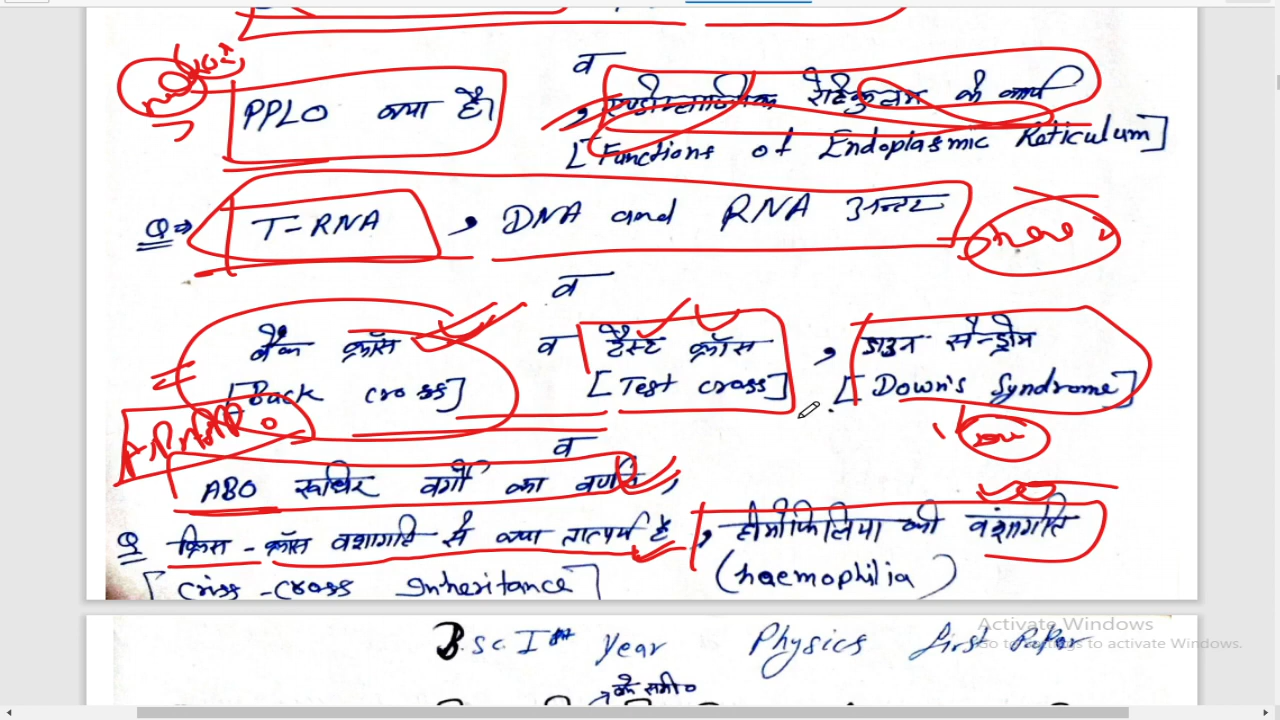 व
PPLO क्या है।
, एण्डोप्लाज्मिक रेटिकुलम के कार्य
[Functions of Endoplasmic Reticulum]
Q⇒ T-RNA , DNA and RNA अन्तर
व
बैक क्रॉस व टैस्ट क्रॉस , डाउन सैन्ड्रोम
[Back cross] [Test cross] , [Down's Syndrome]
व
ABO रूधिर वर्गों का वर्णन ,
Q क्रिस-क्रॉस वंशागति से क्या तात्पर्य है , हीमोफिलिया की वंशागति
[criss-cross Inheritance] (haemophilia)
Activate Windows
Go to Settings to activate Windows.
B.sc. Ist year Physics first Paper